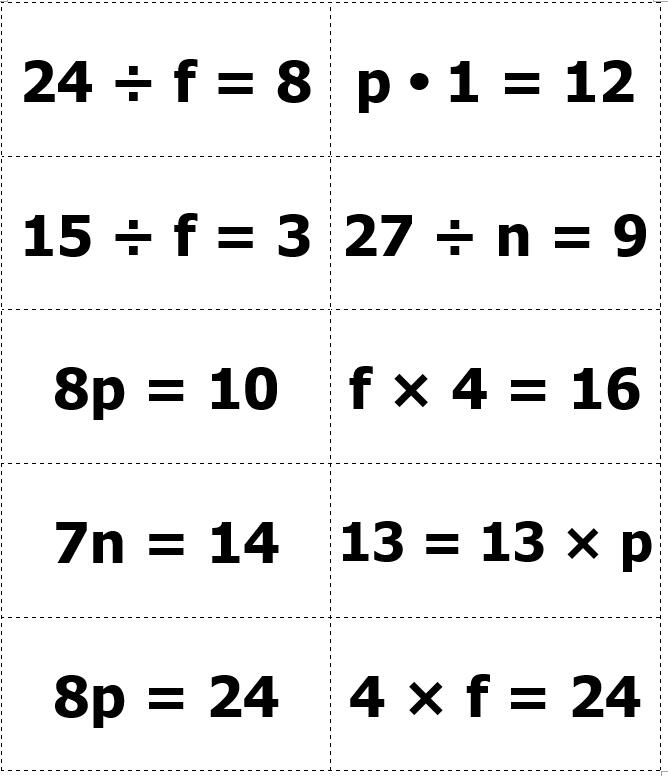 24 ÷ f = 8
p • 1 = 12
15 ÷ f = 3
27 ÷ n = 9
8p = 10
f × 4 = 16
7n = 14
13 = 13 × p
8p = 24
4 × f = 24